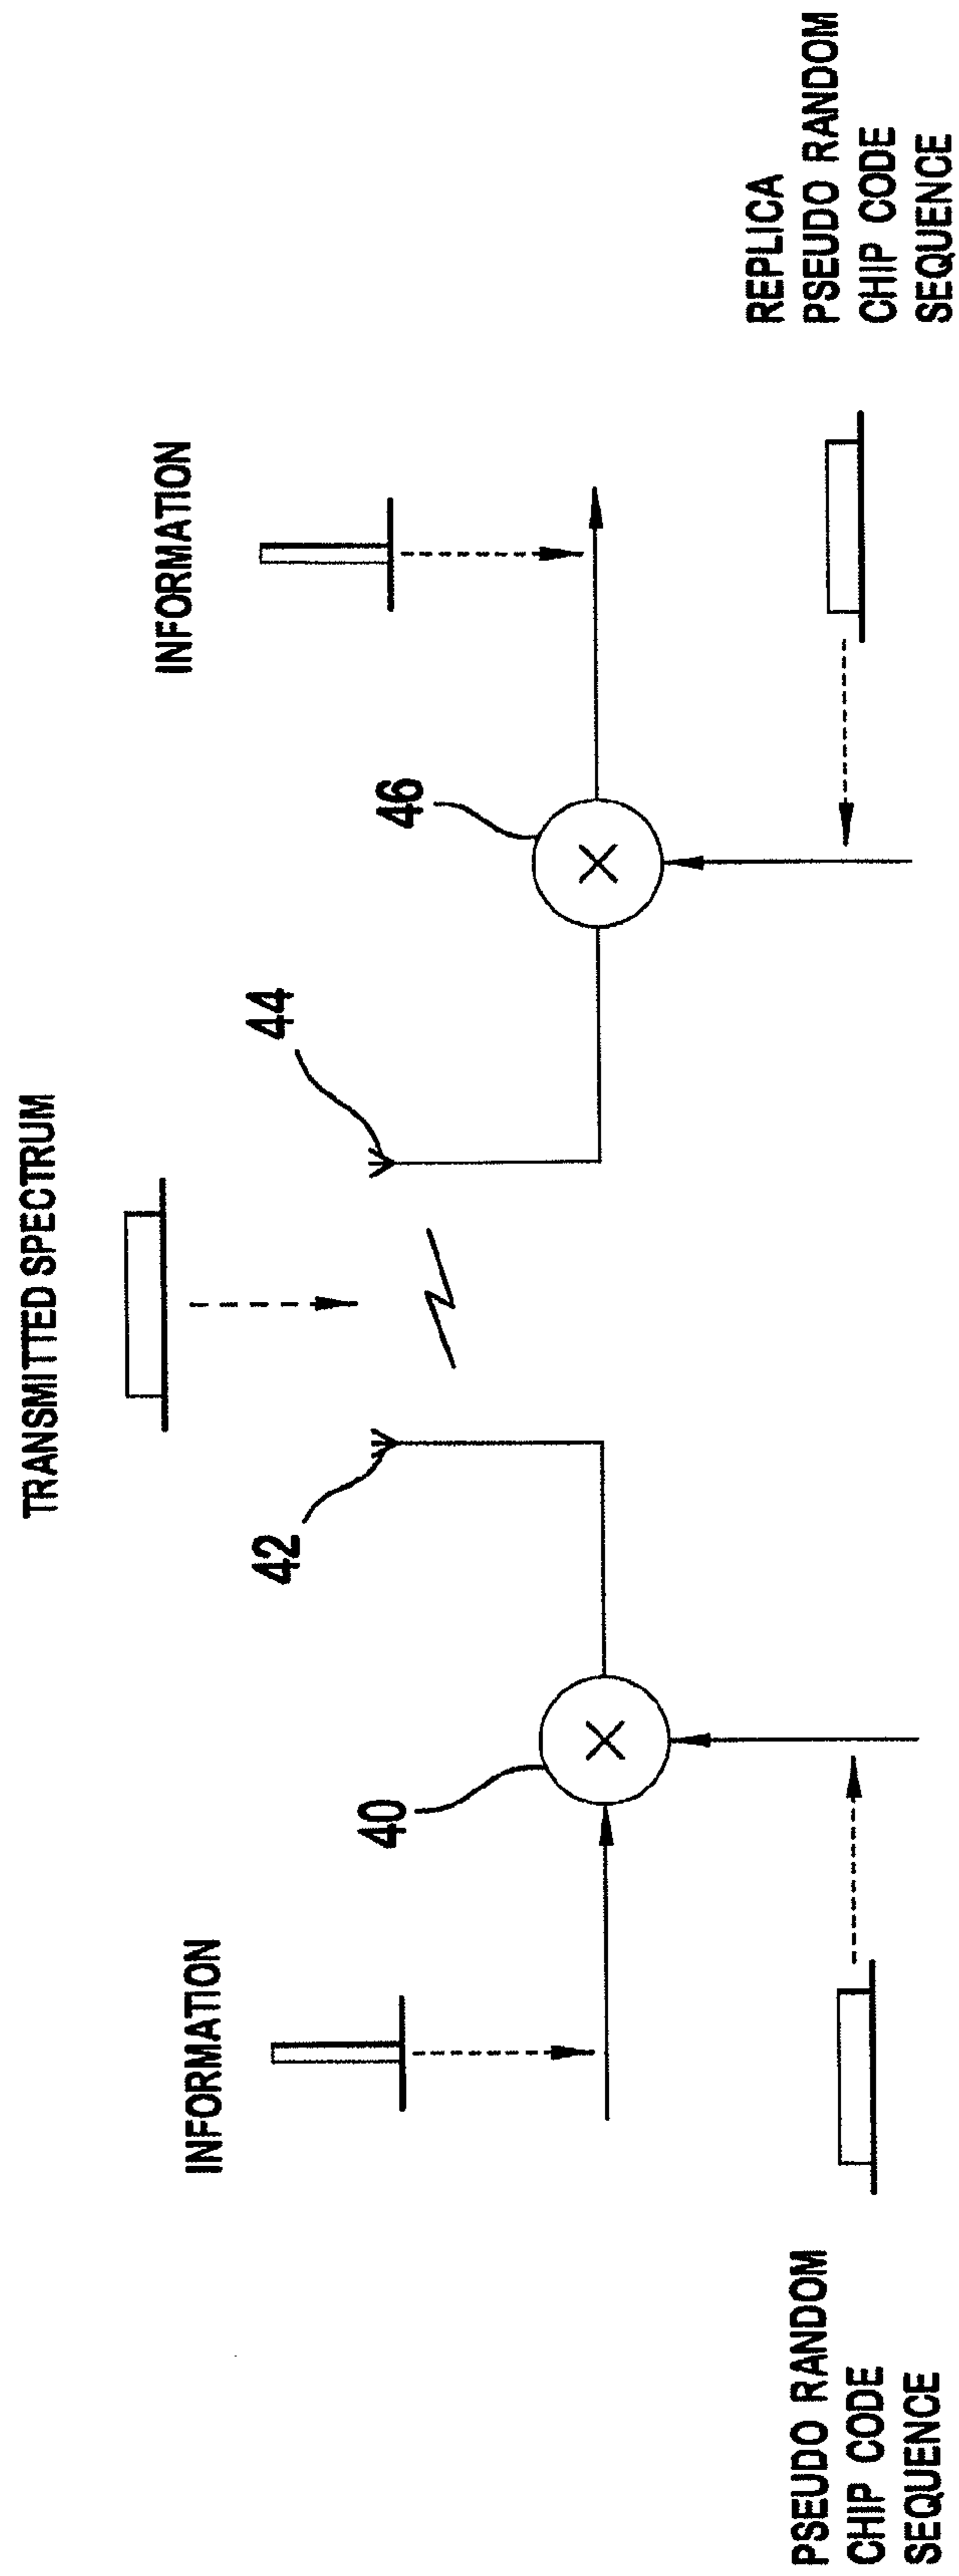 TRANSMITTED SPECTRUM
INFORMATION
INFORMATION
42
44
40
46
PSEUDO RANDOM
CHIP CODE
SEQUENCE
REPLICA
PSEUDO RANDOM
CHIP CODE
SEQUENCE